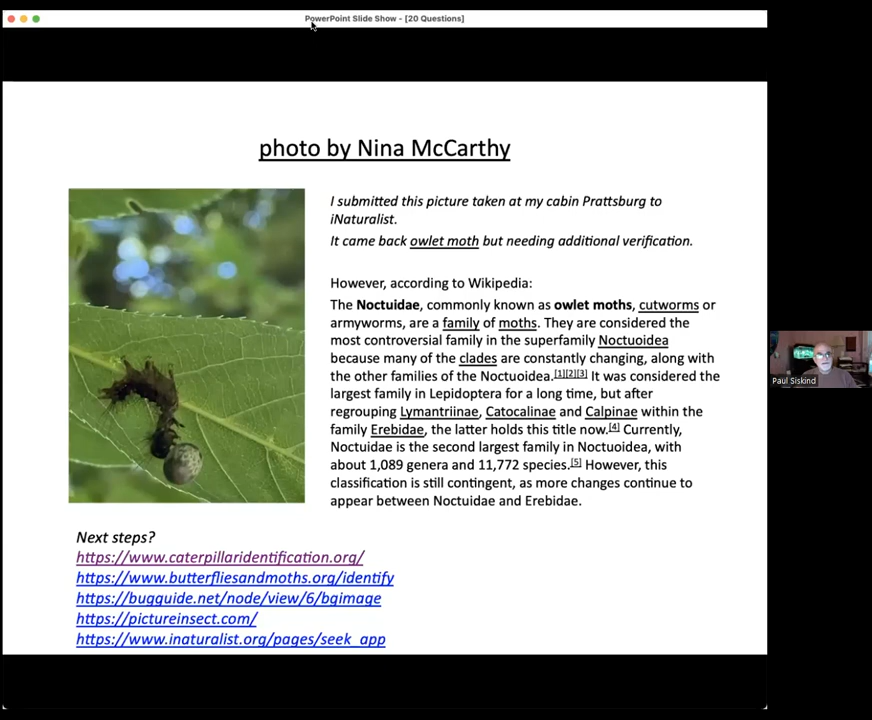 PowerPoint Slide Show - [20 Questions]
photo by Nina McCarthy
I submitted this picture taken at my cabin Prattsburg to
iNaturalist.
It came back owlet moth but needing additional verification.
However, according to Wikipedia:
The Noctuidae, commonly known as owlet moths, cutworms or
armyworms, are a family of moths. They are considered the
most controversial family in the superfamily Noctuoidea
because many of the clades are constantly changing, along with
the other families of the Noctuoidea.[1][2][3] It was considered the
largest family in Lepidoptera for a long time, but after
regrouping Lymantriinae, Catocalinae and Calpinae within the
family Erebidae, the latter holds this title now.[4] Currently,
Noctuidae is the second largest family in Noctuoidea, with
about 1,089 genera and 11,772 species.[5] However, this
classification is still contingent, as more changes continue to
appear between Noctuidae and Erebidae.
Next steps?
https://www.caterpillaridentification.org/
https://www.butterfliesandmoths.org/identify
https://bugguide.net/node/view/6/bgimage
https://pictureinsect.com/
https://www.inaturalist.org/pages/seek_app
Paul Siskind